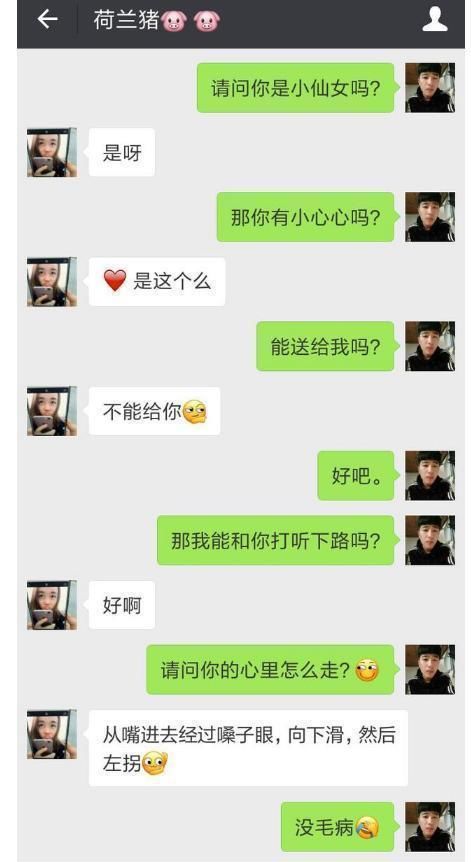 荷兰猪🐷🐷
请问你是小仙女吗?
是呀
那你有小心心吗?
❤️是这个么
能送给我吗?
不能给你
好吧。
那我能和你打听下路吗?
好啊
请问你的心里怎么走?
从嘴进去经过嗓子眼,向下滑,然后
左拐
没毛病